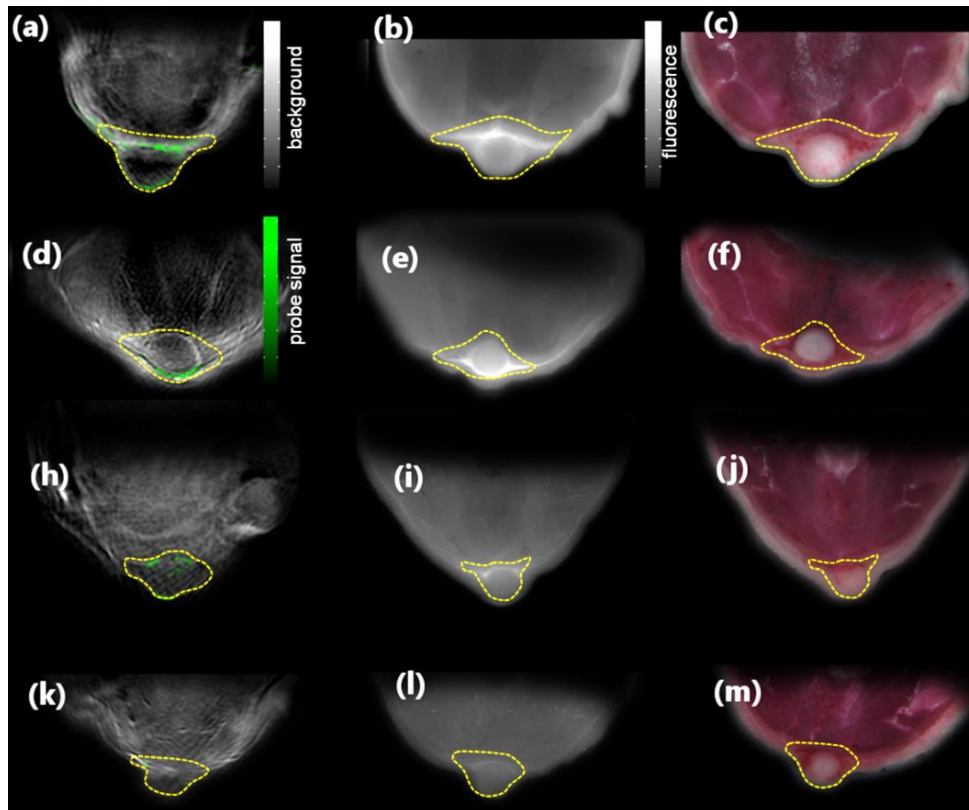 (a)
background
(b)
fluorescence
(c)
(d)
probe signal
(e)
(f)
(h)
(i)
(j)
(k)
(l)
(m)